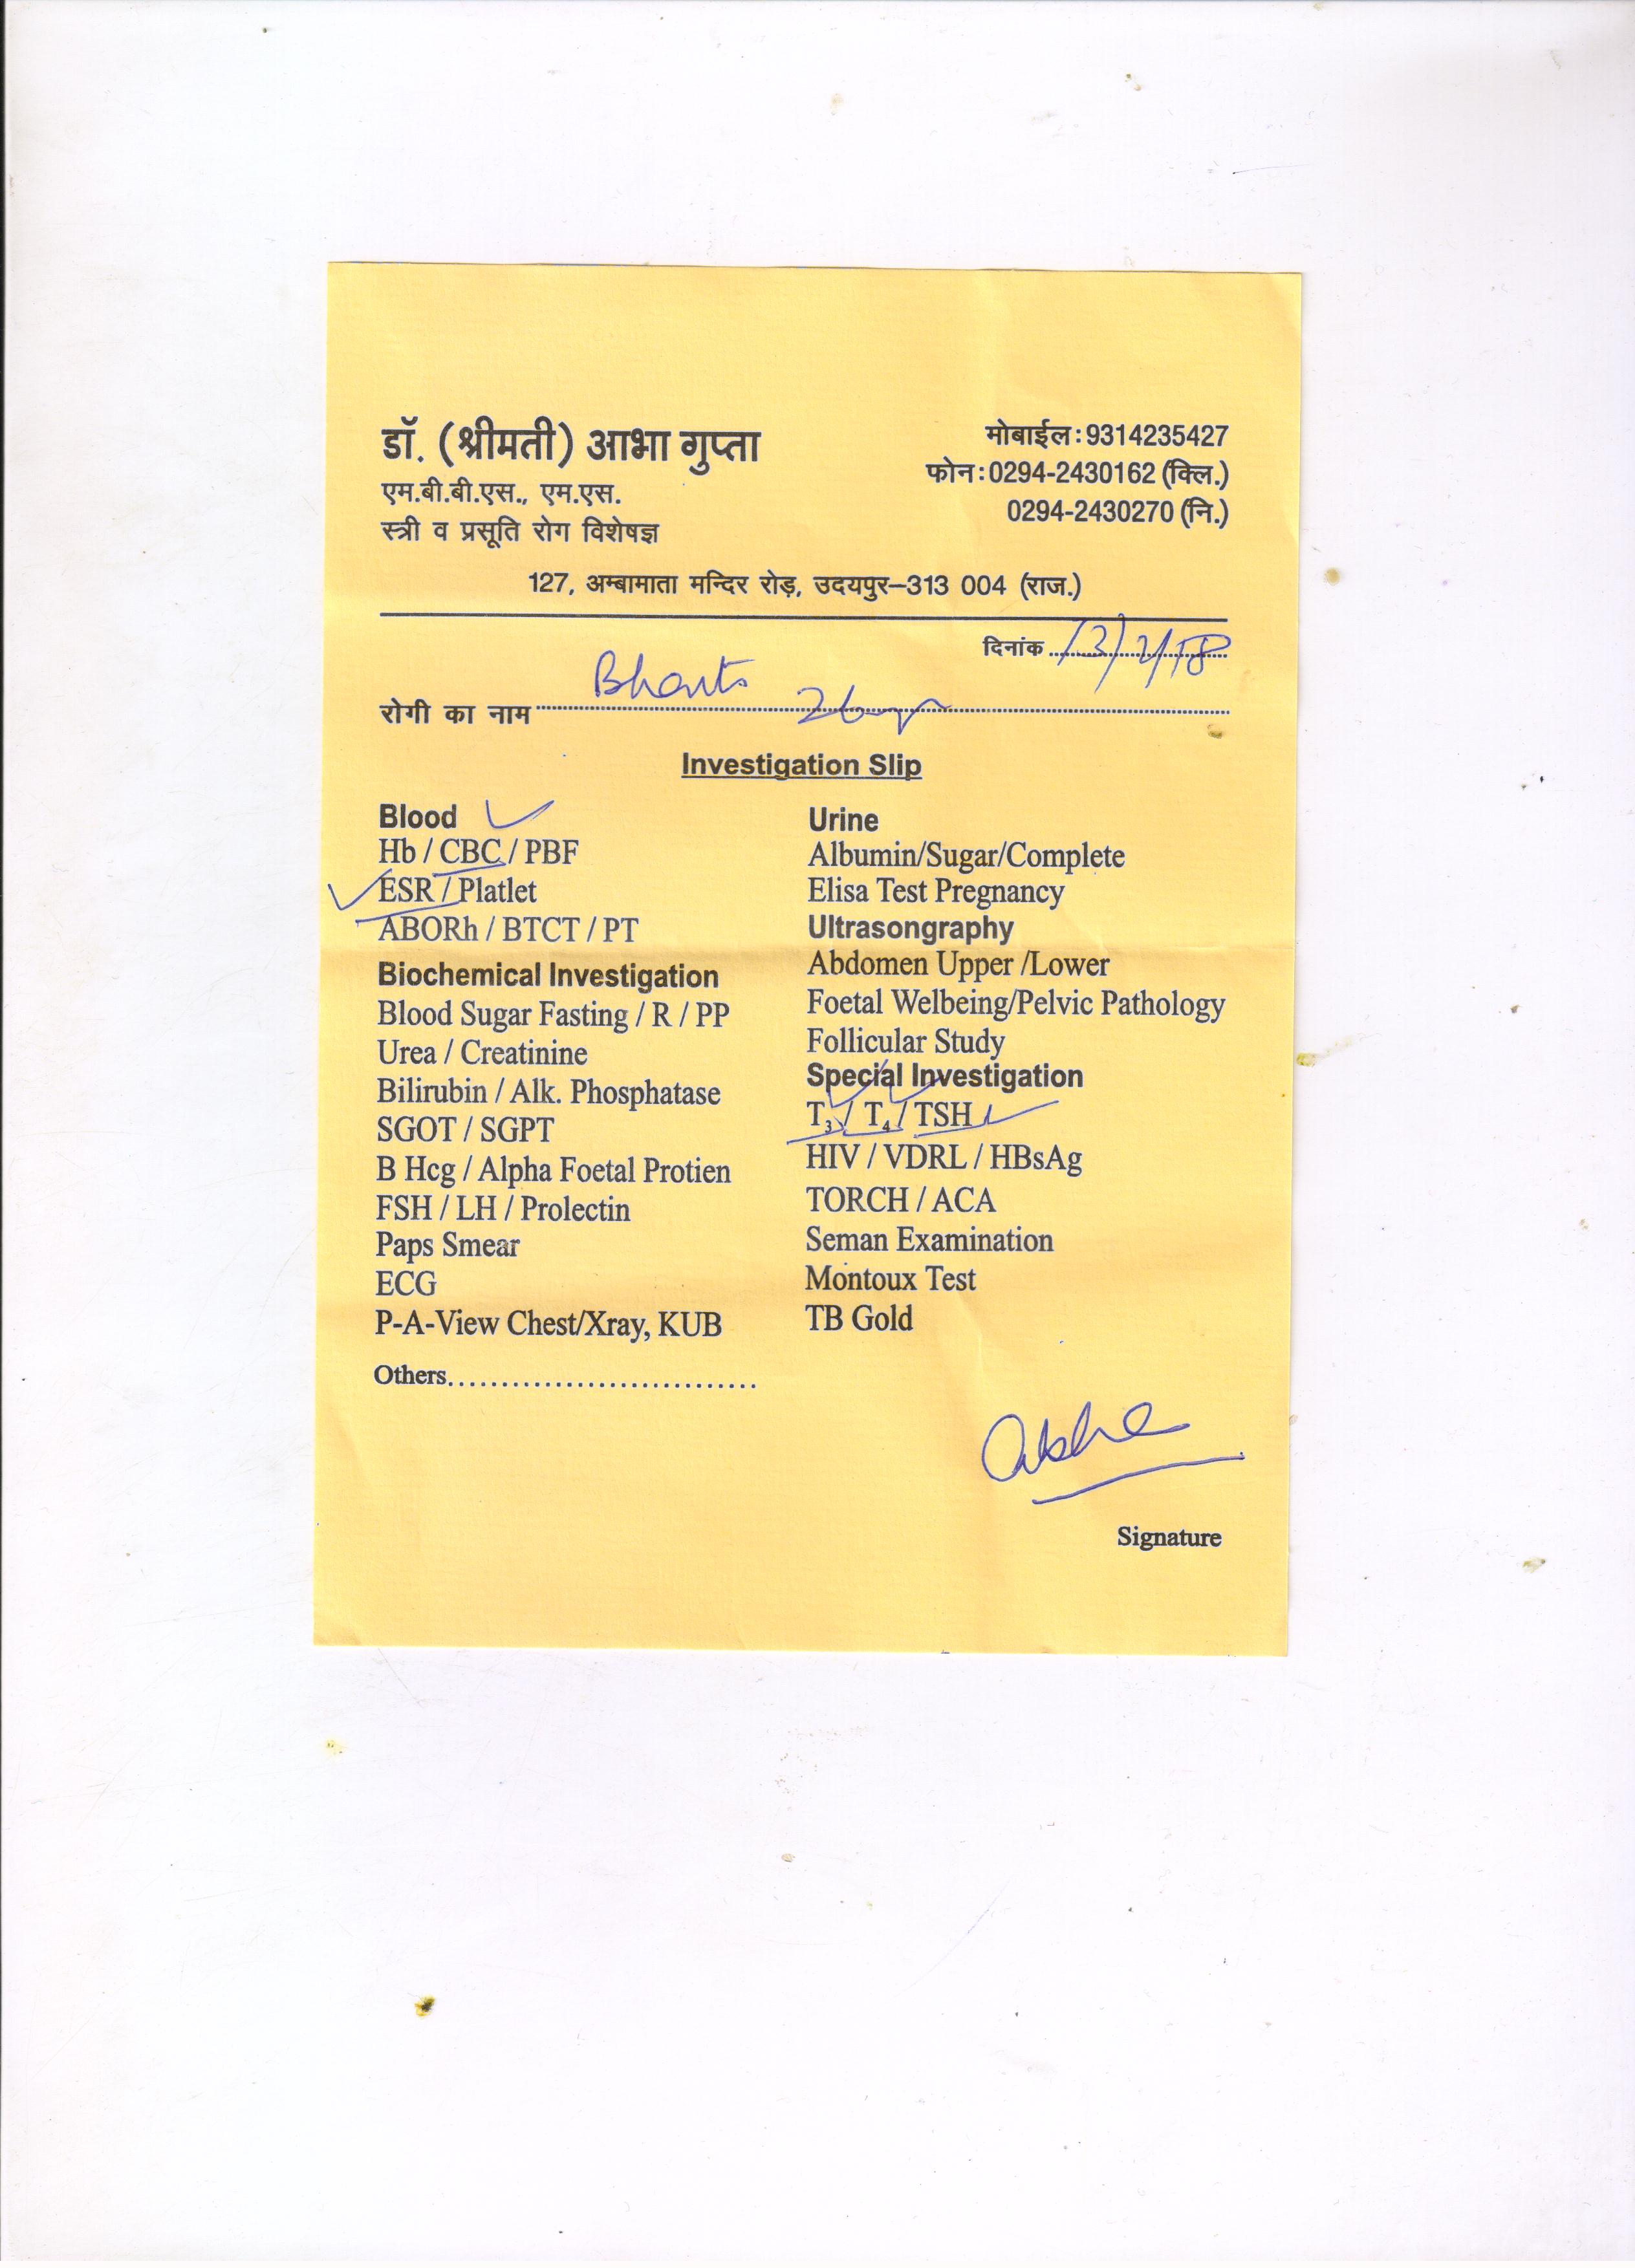 डॉ. (श्रीमती) आभा गुप्ता
एम.बी.बी.एस., एम.एस.
स्त्री व प्रसूति रोग विशेषज्ञ
मोबाईल : 9314235427
फोन : 0294-2430162 (क्लि.)
0294-2430270 (नि.)
127, अम्बामाता मन्दिर रोड़, उदयपुर–313 004 (राज.)
दिनांक 13/2/18
रोगी का नाम
Investigation Slip
Blood
Hb / CBC / PBF
ESR / Platlet
ABORh / BTCT / PT
Biochemical Investigation
Blood Sugar Fasting / R / PP
Urea / Creatinine
Bilirubin / Alk. Phosphatase
SGOT / SGPT
B Hcg / Alpha Foetal Protien
FSH / LH / Prolectin
Paps Smear
ECG
P-A-View Chest/Xray, KUB
Others..............................
Urine
Albumin/Sugar/Complete
Elisa Test Pregnancy
Ultrasongraphy
Abdomen Upper /Lower
Foetal Welbeing/Pelvic Pathology
Follicular Study
Special Investigation
T₃ / T₄ / TSH
HIV / VDRL / HBsAg
TORCH / ACA
Seman Examination
Montoux Test
TB Gold
Signature